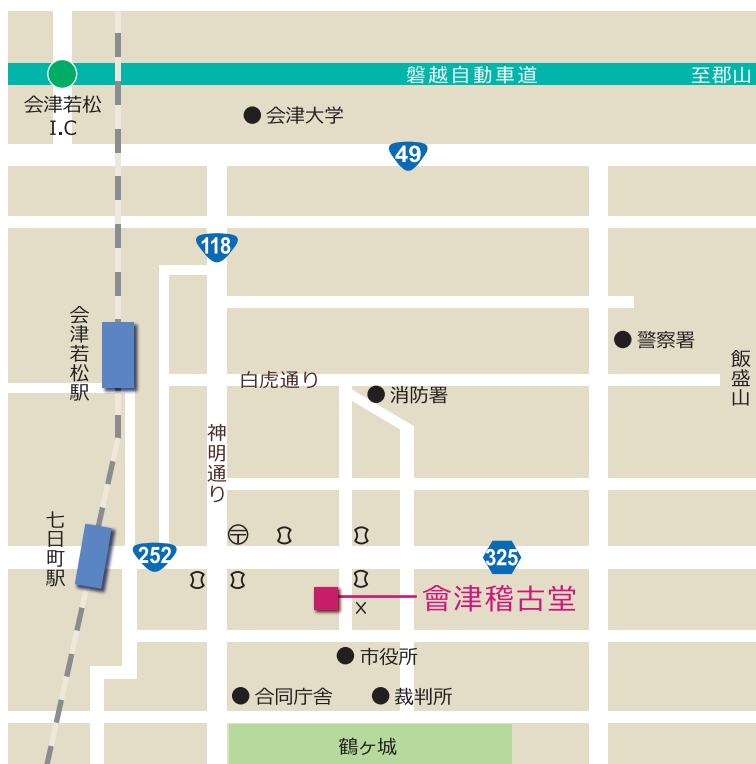 磐越自動車道
至郡山
会津若松
I.C
会津大学
49
118
会津若松駅
警察署
飯盛山
白虎通り
消防署
神明通り
七日町駅
252
325
會津稽古堂
市役所
合同庁舎
裁判所
鶴ヶ城